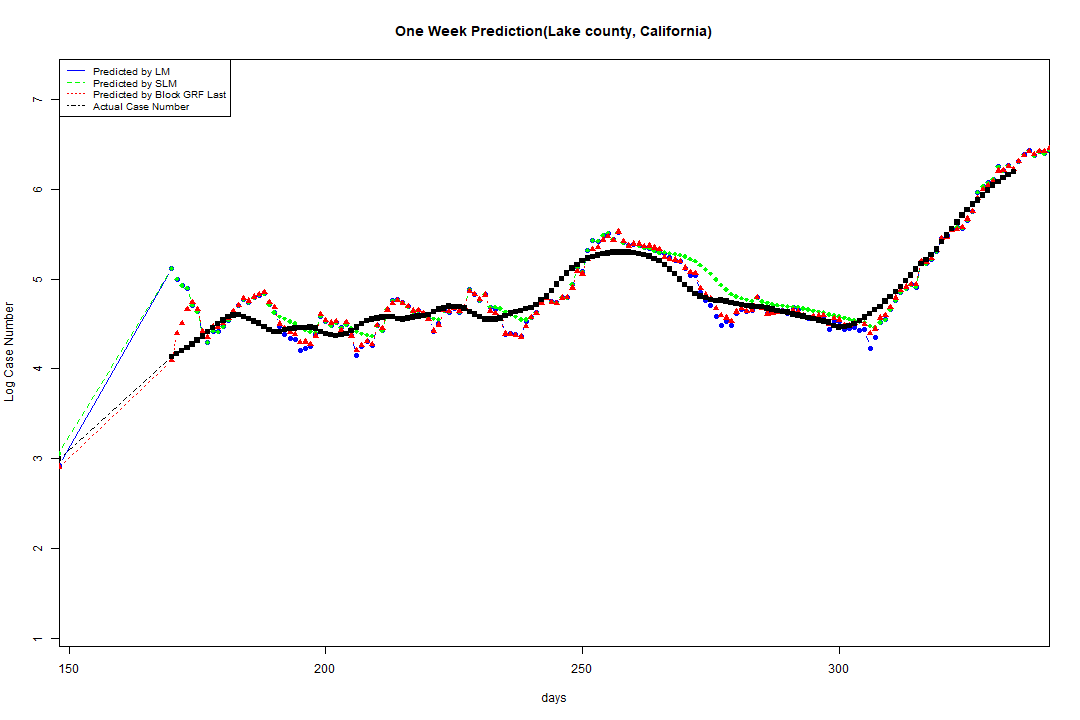 One Week Prediction(Lake county, California)
Predicted by LM
Predicted by SLM
Predicted by Block GRF Last
Actual Case Number
Log Case Number
7
6
5
4
3
2
1
150 200 250 300
days